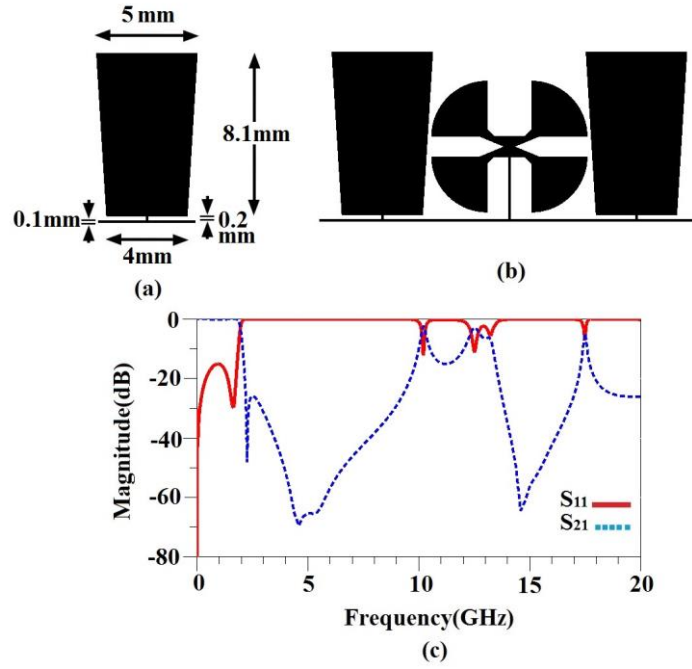 5 mm
8.1mm
0.1mm
0.2
mm
4mm
(a)
(b)
0
-20
-40
-60
-80
Magnitude(dB)
S11
S21
0
5
10
15
20
Frequency(GHz)
(c)